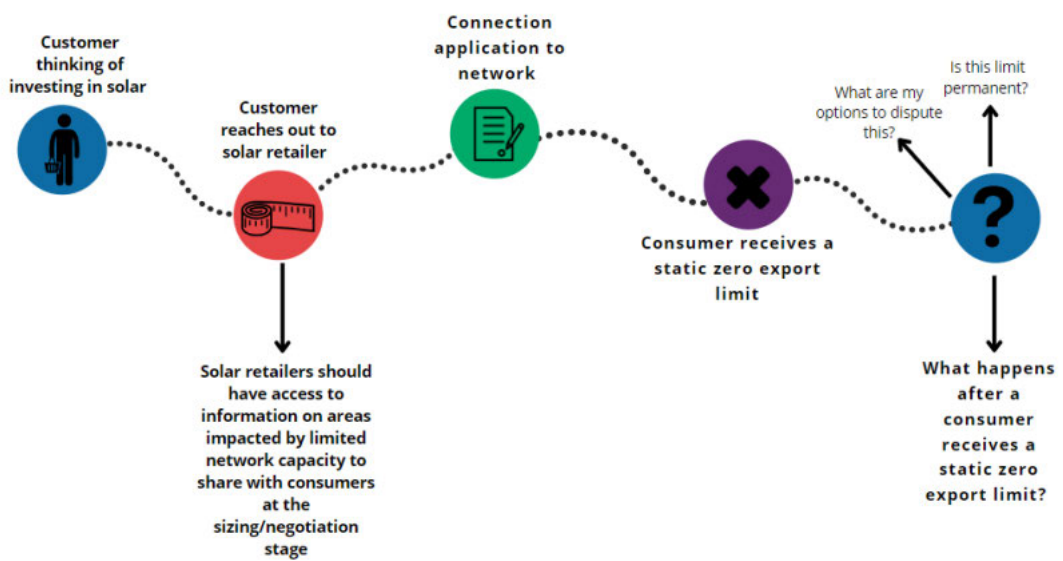 Customer
thinking of
investing in solar
Customer
reaches out to
solar retailer
Solar retailers should
have access to
information on areas
impacted by limited
network capacity to
share with consumers
at the
sizing/negotiation
stage
Connection
application to
network
Consumer receives a
static zero export
limit
What are my
options to dispute
this?
Is this limit
permanent?
?
What happens
after a
consumer
receives a
static zero
export limit?